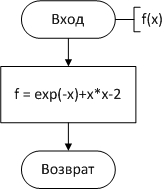 Вход
f(x)
f = exp(-x)+x*x-2
Возврат